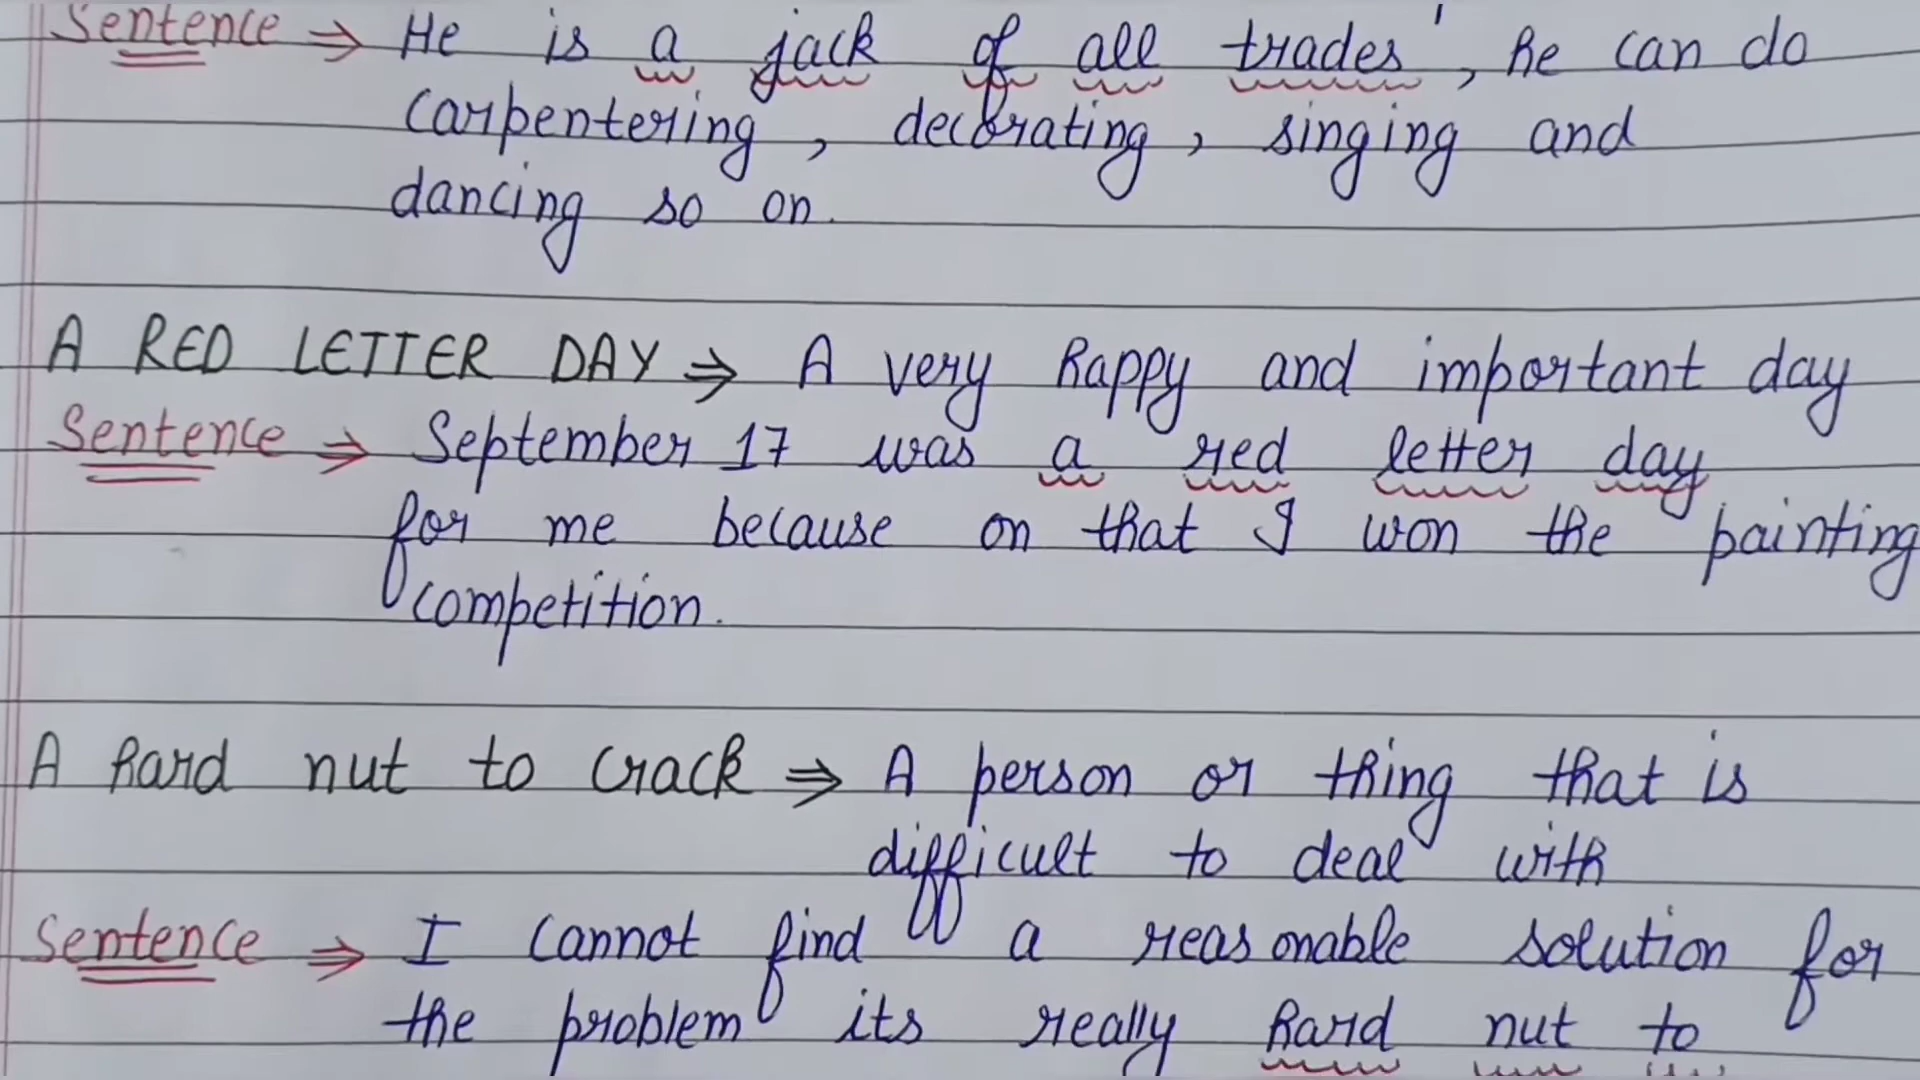 Sentence ⇒ He is a jack of all trades', he can do
carpentering, decorating, singing and
dancing so on.
A RED LETTER DAY ⇒ A very happy and important day
Sentence ⇒ September 17 was a red letter day
for me because on that I won the painting
competition.
A hard nut to crack ⇒ A person or thing that is
difficult to deal with
Sentence ⇒ I cannot find a reasonable solution for
the problem its really hard nut to